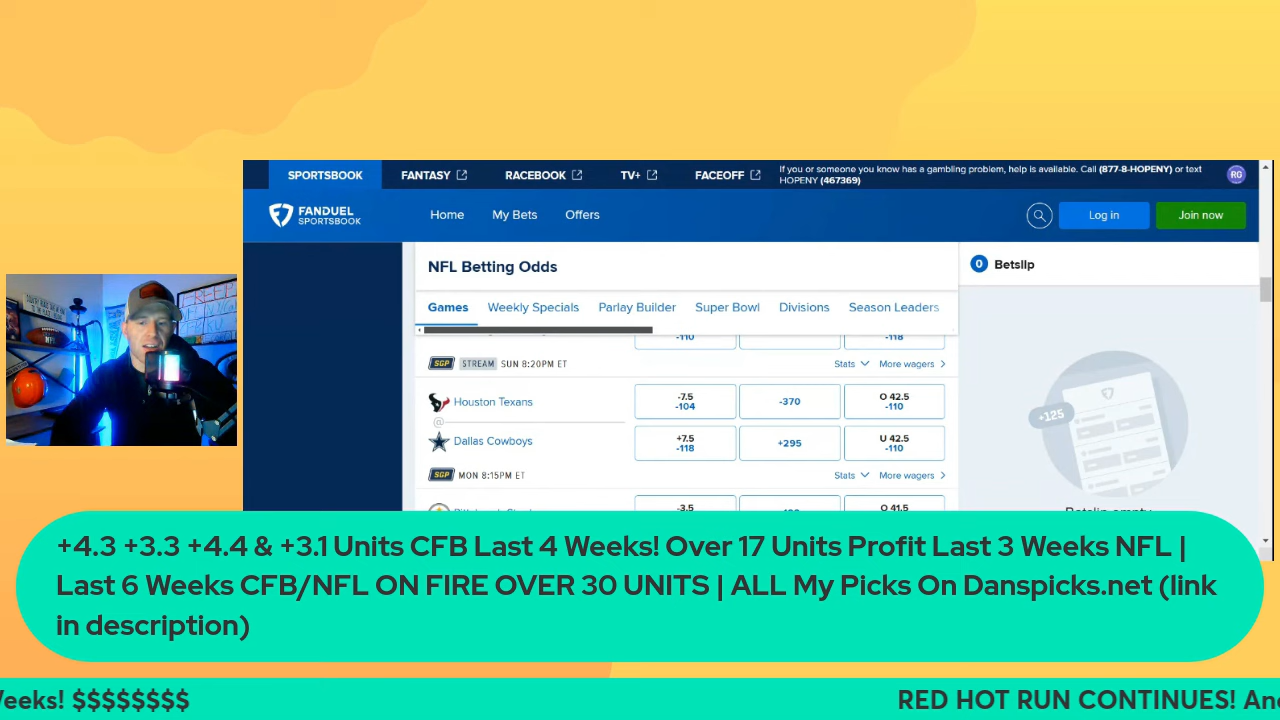 SPORTSBOOK FANTASY RACEBOOK TV+ FACEOFF
If you or someone you know has a gambling problem, help is available. Call (877-8-HOPENY) or text
HOPENY (467369)
RG
FANDUEL
SPORTSBOOK
Home My Bets Offers
Log in Join now
NFL Betting Odds
0 Betslip
Games Weekly Specials Parlay Builder Super Bowl Divisions Season Leaders
-110 -118
SGP STREAM SUN 8:20PM ET Stats More wagers
-7.5 O 42.5
Houston Texans -104 -370 -110
@
+7.5 U 42.5
Dallas Cowboys -118 +295 -110
SGP MON 8:15PM ET Stats More wagers
-3.5 O 41.5
+125
Betslip empty
+4.3 +3.3 +4.4 & +3.1 Units CFB Last 4 Weeks! Over 17 Units Profit Last 3 Weeks NFL |
Last 6 Weeks CFB/NFL ON FIRE OVER 30 UNITS | ALL My Picks On Danspicks.net (link
in description)
Weeks! $$$$$$$$ RED HOT RUN CONTINUES! And